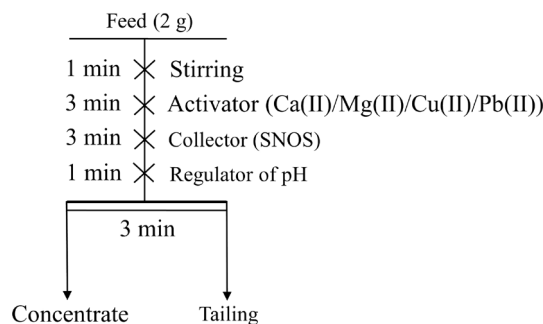 Feed (2 g)
1 min Stirring
3 min Activator (Ca(II)/Mg(II)/Cu(II)/Pb(II))
3 min Collector (SNOS)
1 min Regulator of pH
3 min
Concentrate Tailing